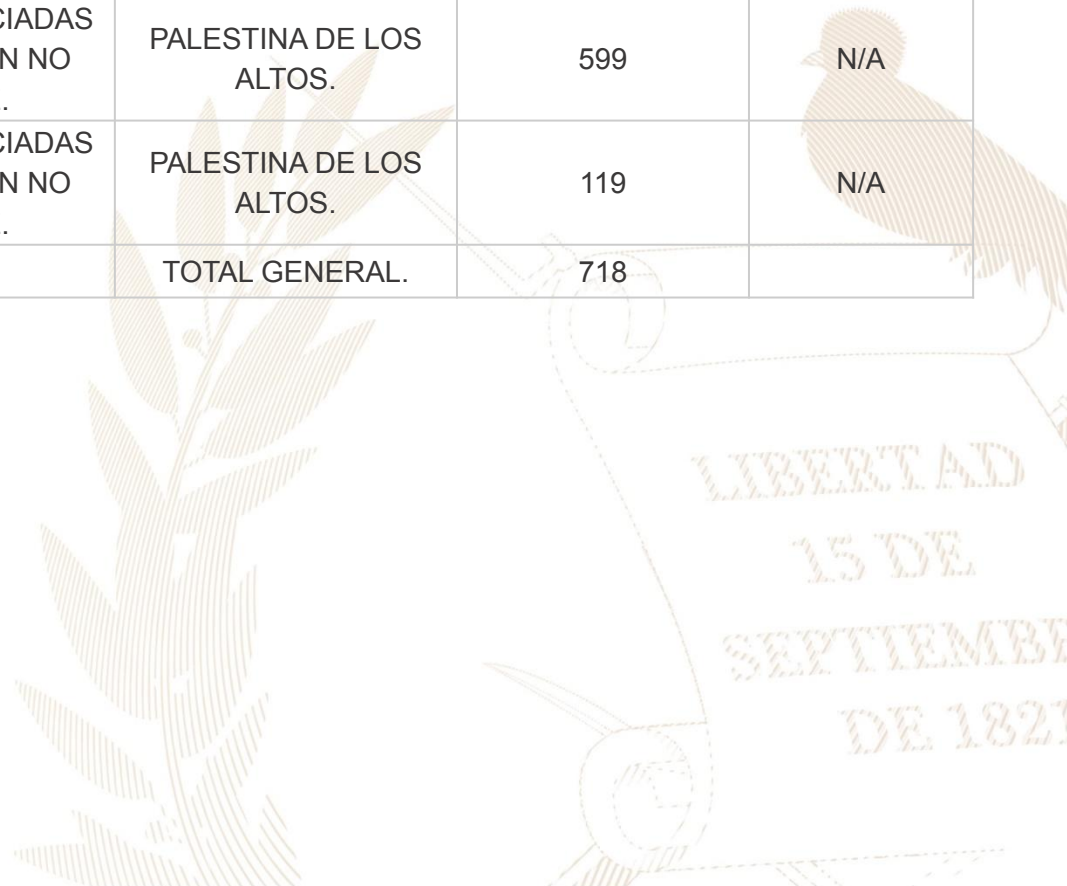 CIADAS
N NO
.
PALESTINA DE LOS
ALTOS.
599
N/A
CIADAS
N NO
.
PALESTINA DE LOS
ALTOS.
119
N/A
TOTAL GENERAL.
718
LIBERTAD
15 DE
SEPTIEMB
DE 1821